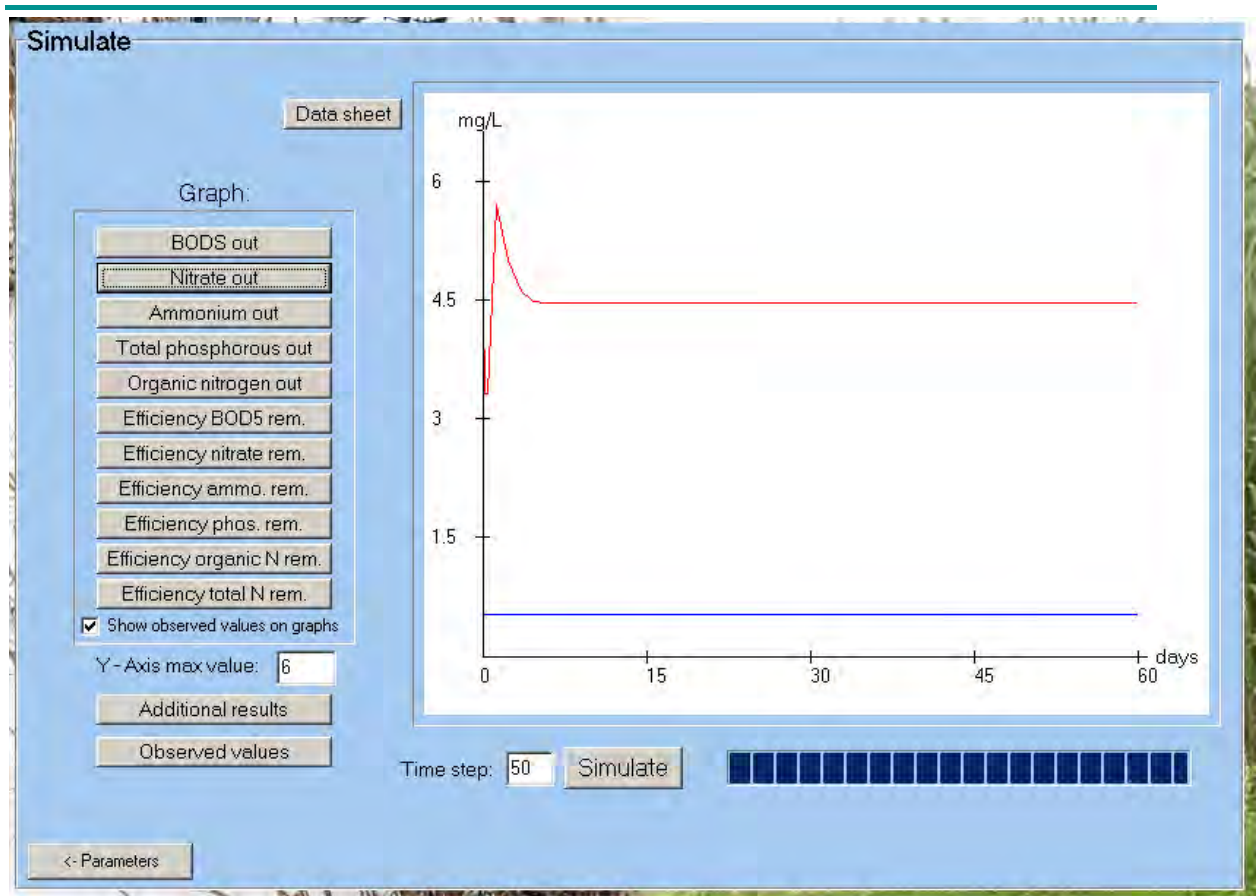 Simulate
Data sheet
Graph:
BOD5 out
Nitrate out
Ammonium out
Total phosphorous out
Organic nitrogen out
Efficiency BOD5 rem.
Efficiency nitrate rem.
Efficiency ammo. rem.
Efficiency phos. rem.
Efficiency organic N rem.
Efficiency total N rem.
Show observed values on graphs
Y - Axis max value: 6
Additional results
Observed values
<- Parameters
mg/L
6
4.5
3
1.5
0 15 30 45 60 days
Time step: 50 Simulate